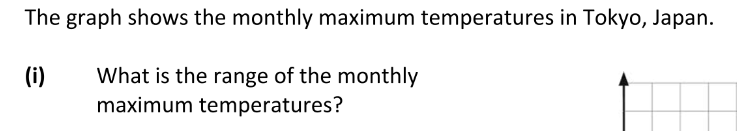 The graph shows the monthly maximum temperatures in Tokyo, Japan.
(i) What is the range of the monthly
maximum temperatures?